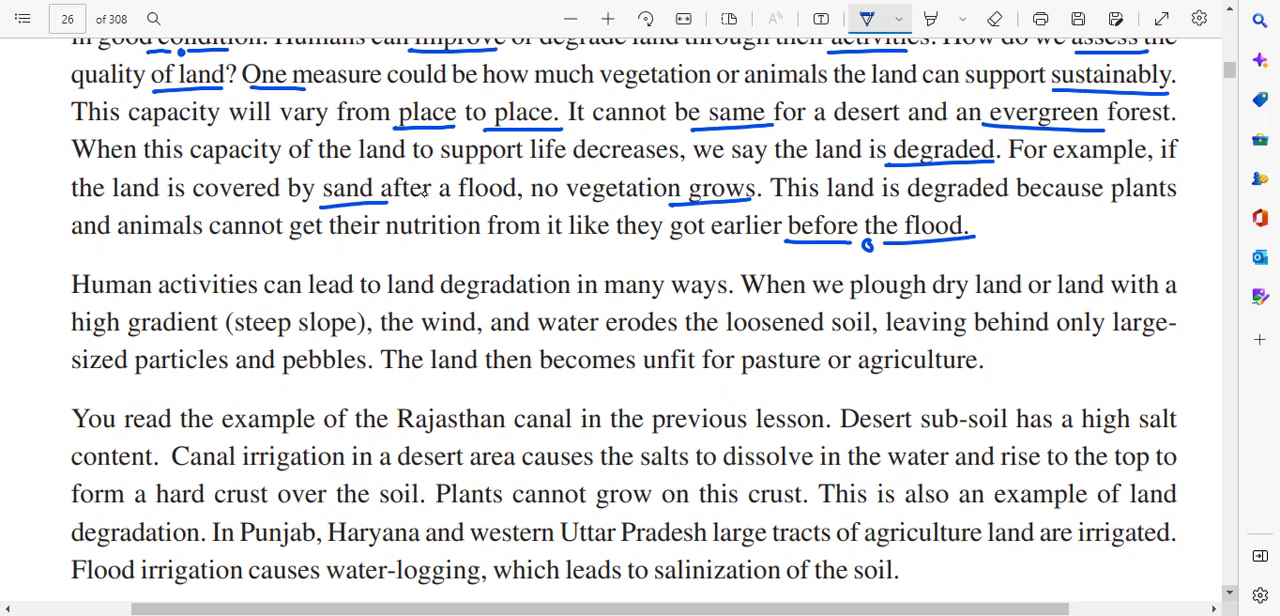 26 of 308
in good condition. Humans can improve or degrade land through their activities. How do we assess the
quality of land? One measure could be how much vegetation or animals the land can support sustainably.
This capacity will vary from place to place. It cannot be same for a desert and an evergreen forest.
When this capacity of the land to support life decreases, we say the land is degraded. For example, if
the land is covered by sand after a flood, no vegetation grows. This land is degraded because plants
and animals cannot get their nutrition from it like they got earlier before the flood.
Human activities can lead to land degradation in many ways. When we plough dry land or land with a
high gradient (steep slope), the wind, and water erodes the loosened soil, leaving behind only large-
sized particles and pebbles. The land then becomes unfit for pasture or agriculture.
You read the example of the Rajasthan canal in the previous lesson. Desert sub-soil has a high salt
content. Canal irrigation in a desert area causes the salts to dissolve in the water and rise to the top to
form a hard crust over the soil. Plants cannot grow on this crust. This is also an example of land
degradation. In Punjab, Haryana and western Uttar Pradesh large tracts of agriculture land are irrigated.
Flood irrigation causes water-logging, which leads to salinization of the soil.